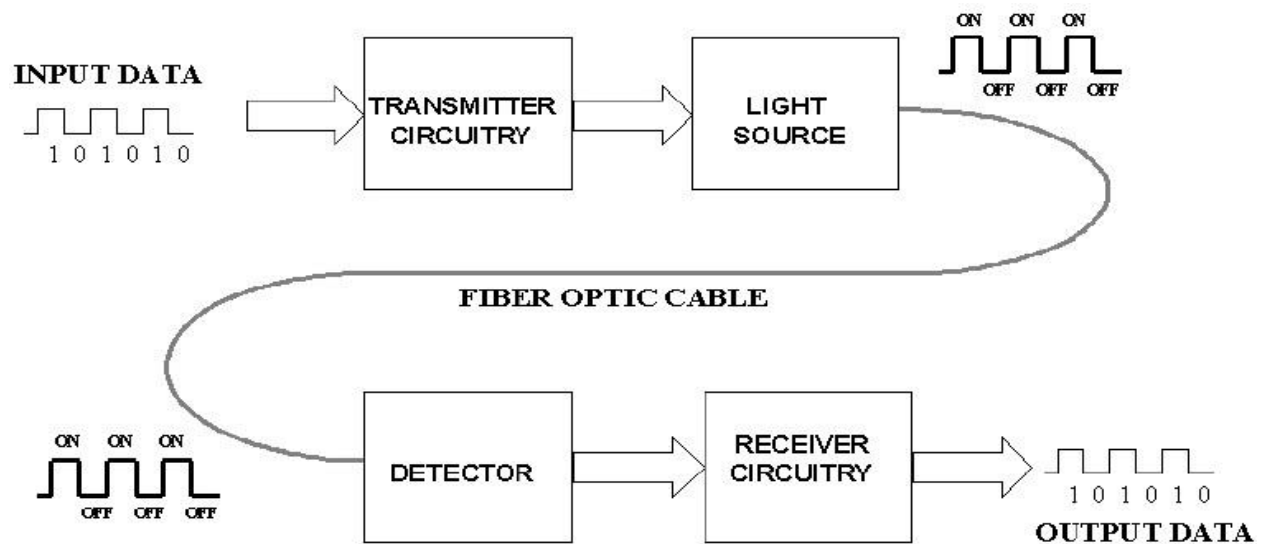 ON ON ON
OFF OFF OFF
INPUT DATA
1 0 1 0 1 0
TRANSMITTER
CIRCUITRY
LIGHT
SOURCE
FIBER OPTIC CABLE
ON ON ON
OFF OFF OFF
DETECTOR
RECEIVER
CIRCUITRY
1 0 1 0 1 0
OUTPUT DATA